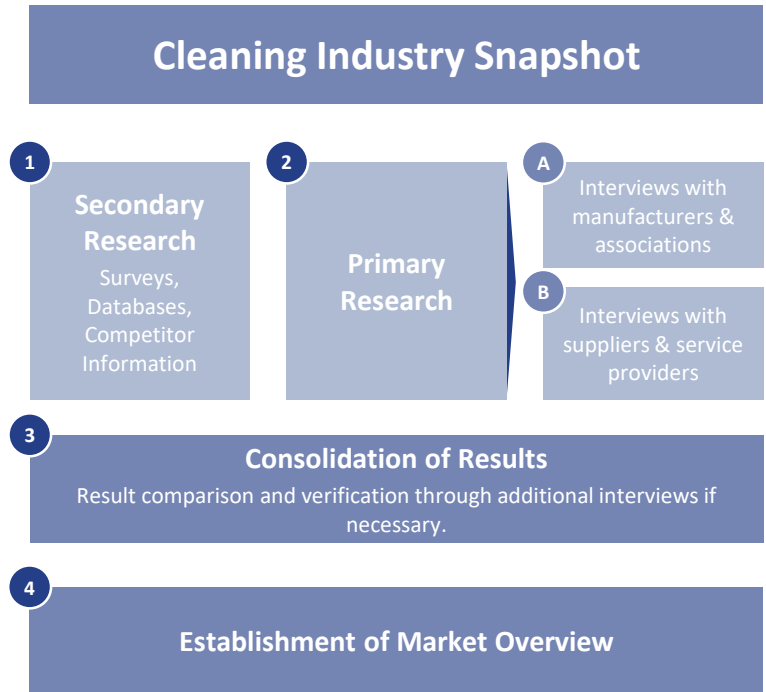 Cleaning Industry Snapshot
1
Secondary
Research
Surveys,
Databases,
Competitor
Information
2
Primary
Research
A
Interviews with
manufacturers &
associations
B
Interviews with
suppliers & service
providers
3
Consolidation of Results
Result comparison and verification through additional interviews if
necessary.
4
Establishment of Market Overview